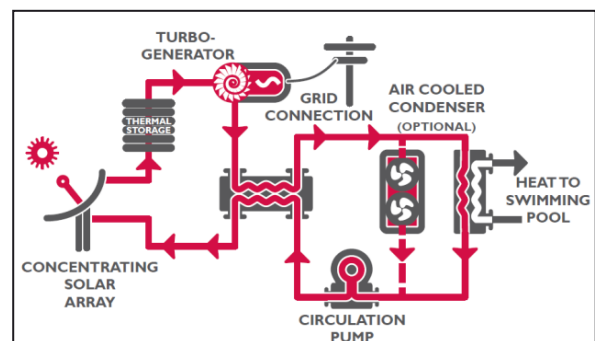 TURBO-
GENERATOR
GRID
CONNECTION
AIR COOLED
CONDENSER
(OPTIONAL)
THERMAL
STORAGE
HEAT TO
SWIMMING
POOL
CONCENTRATING
SOLAR
ARRAY
CIRCULATION
PUMP